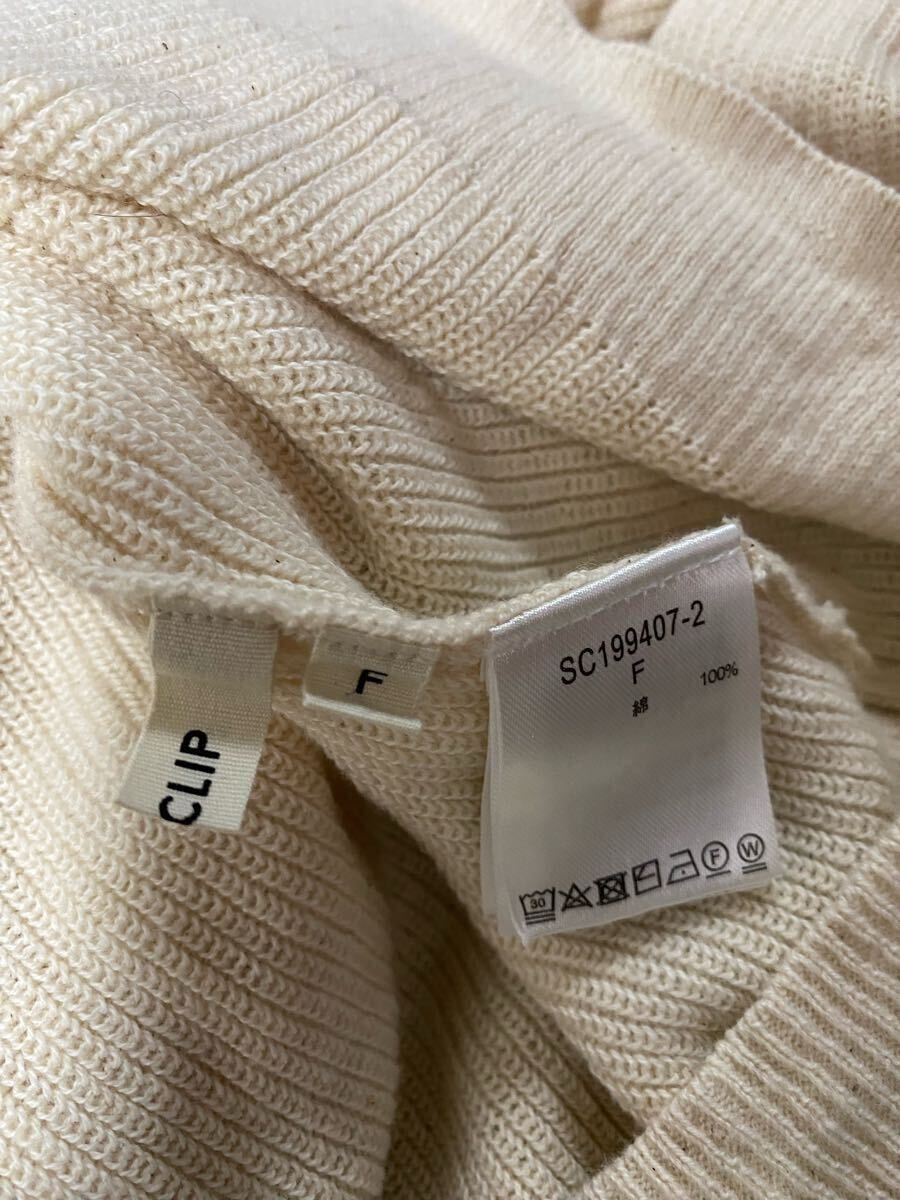 CLIP
F
SC199407-2
F
綿 100%
30
F W